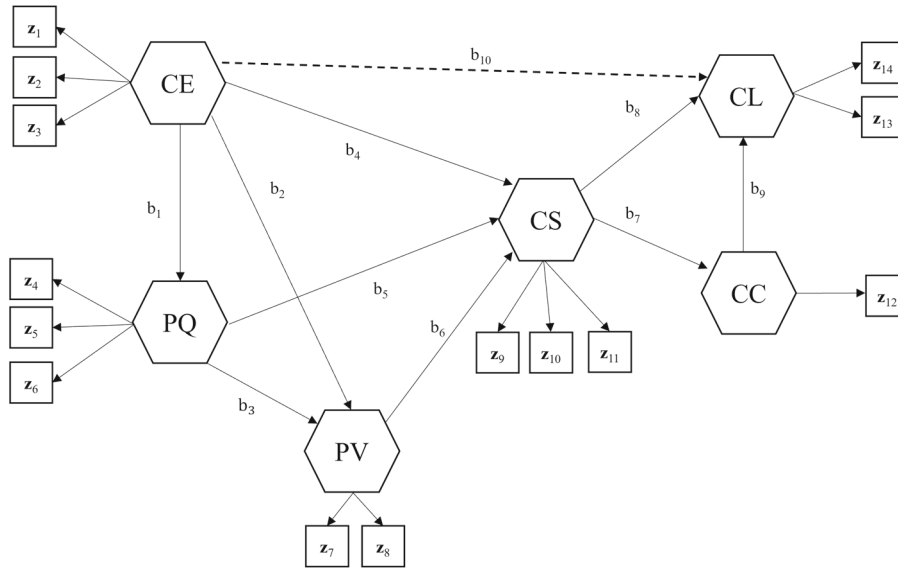 z₁
z₂
z₃
CE
b₁₀
CL
z₁₄
z₁₃
b₈
b₄
b₂
b₁
b₉
CS
b₇
z₄
z₅
z₆
PQ
b₅
b₆
CC
z₁₂
z₉
z₁₀
z₁₁
b₃
PV
z₇
z₈